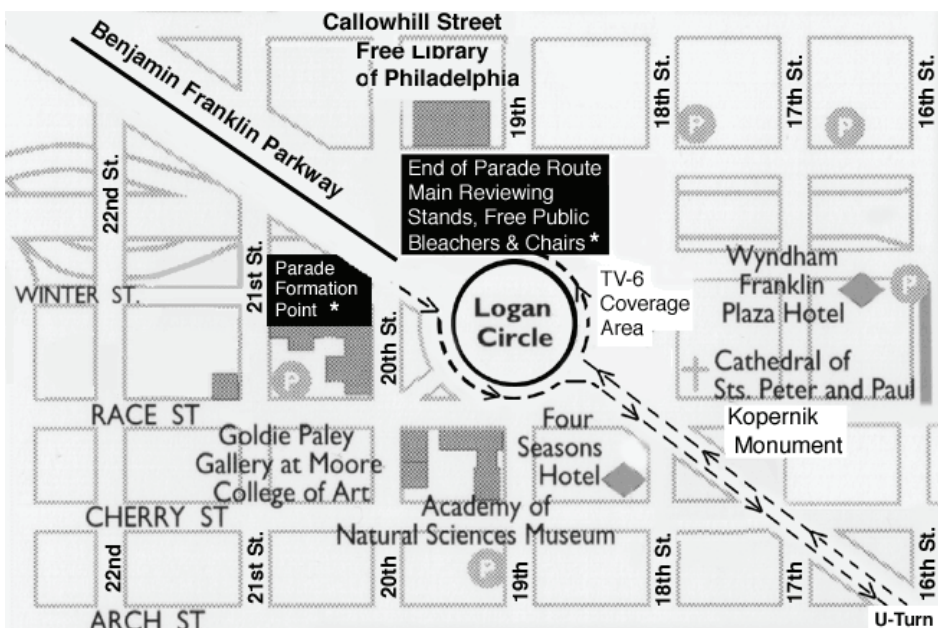 Callowhill Street
Free Library
of Philadelphia
Benjamin Franklin Parkway
19th
18th St.
17th St.
16th St.
P
P
22nd St.
End of Parade Route
Main Reviewing
Stands, Free Public
Bleachers & Chairs *
21st St.
Parade
Formation
Point *
WINTER ST.
20th St.
Logan
Circle
TV-6
Coverage
Area
Wyndham
Franklin
Plaza Hotel
P
P
Cathedral of
Sts. Peter and Paul
RACE ST
Kopernik
Monument
Goldie Paley
Gallery at Moore
College of Art
Four
Seasons
Hotel
CHERRY ST
Academy of
Natural Sciences Museum
22nd
21st St.
20th
P
19th
18th St.
17th
16th St.
ARCH ST
U-Turn